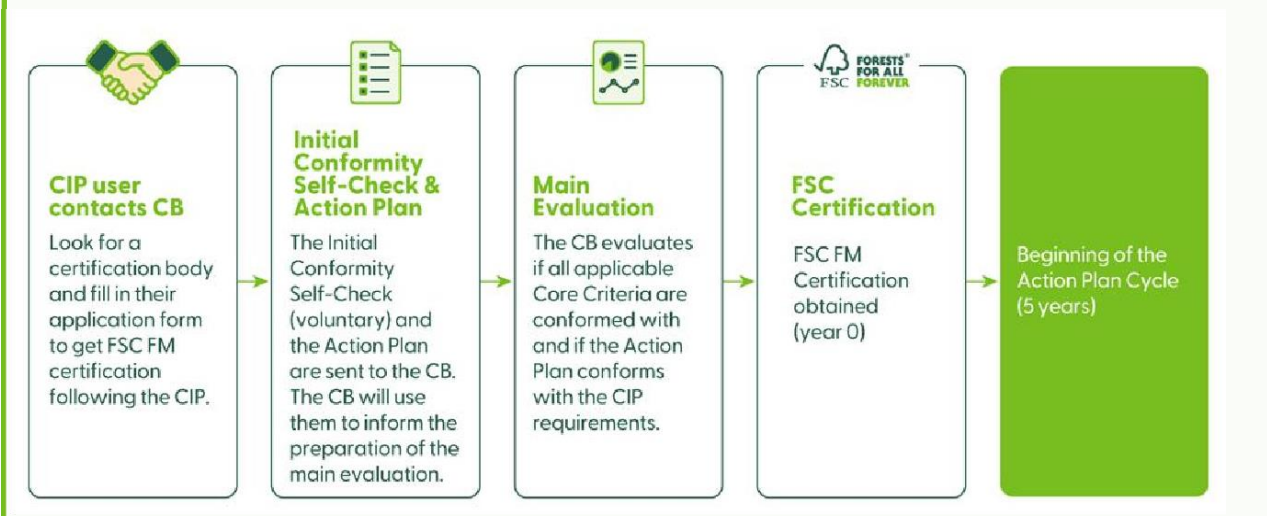 CIP user
contacts CB
Look for a
certification body
and fill in their
application form
to get FSC FM
certification
following the CIP.
Initial
Conformity
Self-Check &
Action Plan
The Initial
Conformity
Self-Check
(voluntary) and
the Action Plan
are sent to the CB.
The CB will use
them to inform the
preparation of the
main evaluation.
Main
Evaluation
The CB evaluates
if all applicable
Core Criteria are
conformed with
and if the Action
Plan conforms
with the CIP
requirements.
FSC
FORESTS®
FOR ALL
FOREVER
FSC
Certification
FSC FM
Certification
obtained
(year 0)
Beginning of the
Action Plan Cycle
(5 years)